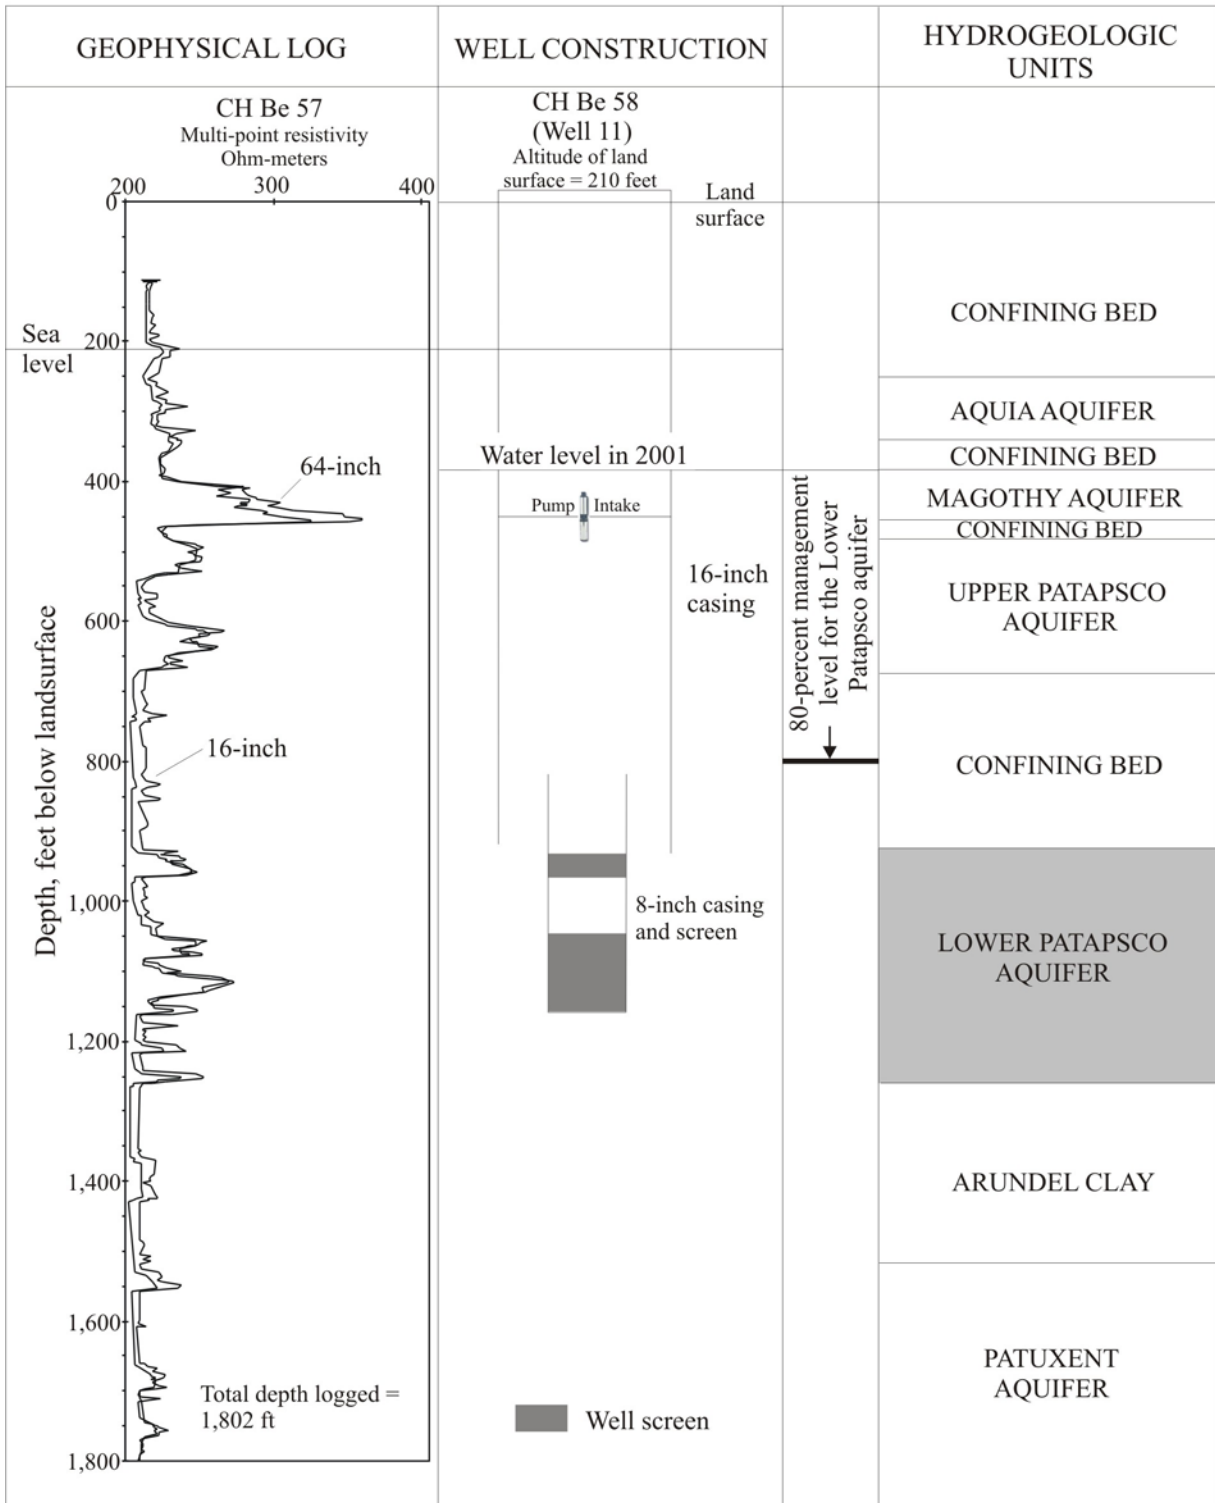 GEOPHYSICAL LOG
WELL CONSTRUCTION
HYDROGEOLOGIC
UNITS
CH Be 57
Multi-point resistivity
Ohm-meters
200 300 400
CH Be 58
(Well 11)
Altitude of land
surface = 210 feet
Land
surface
0
200
400
600
800
1,000
1,200
1,400
1,600
1,800
Depth, feet below landsurface
Sea
level
64-inch
16-inch
Total depth logged =
1,802 ft
Water level in 2001
Pump Intake
16-inch
casing
8-inch casing
and screen
Well screen
80-percent management
level for the Lower
Patapsco aquifer
CONFINING BED
AQUIA AQUIFER
CONFINING BED
MAGOTHY AQUIFER
CONFINING BED
UPPER PATAPSCO
AQUIFER
CONFINING BED
LOWER PATAPSCO
AQUIFER
ARUNDEL CLAY
PATUXENT
AQUIFER